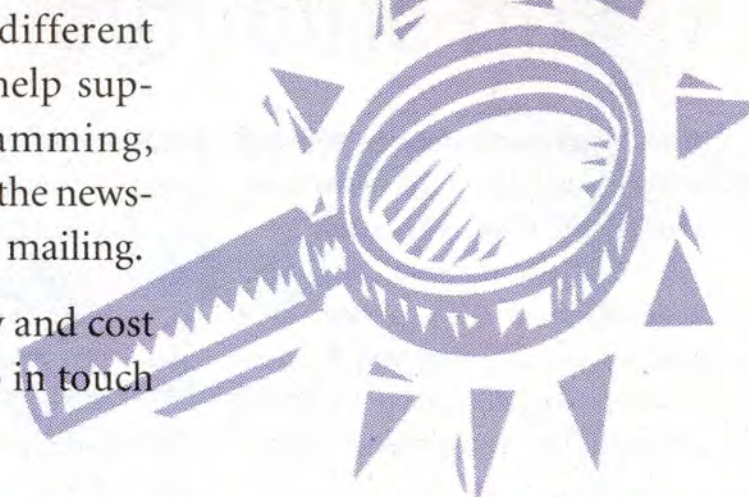 different
help sup-
amming,
the news-
mailing.
and cost
in touch